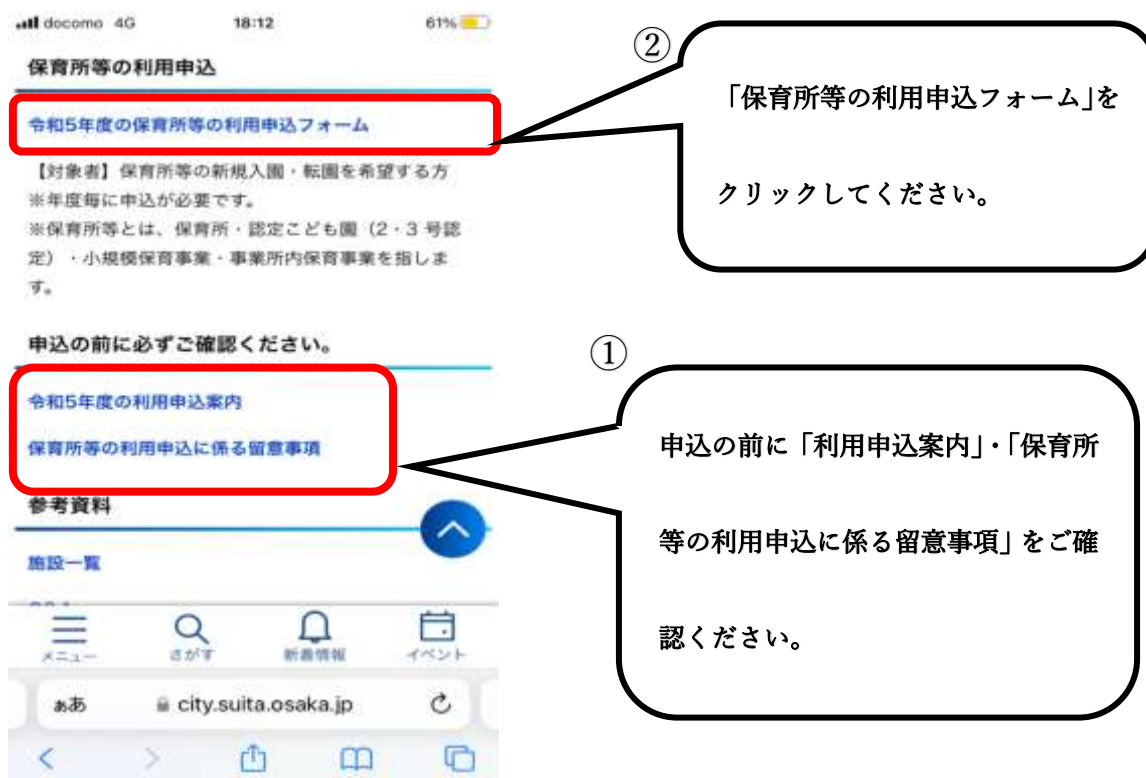 docomo 4G 18:12 61%
保育所等の利用申込
令和5年度の保育所等の利用申込フォーム
【対象者】保育所等の新規入園・転園を希望する方
※年度毎に申込が必要です。
※保育所等とは、保育所・認定こども園（2・3 号認
定）・小規模保育事業・事業所内保育事業を指しま
す。
申込の前に必ずご確認ください。
令和5年度の利用申込案内
保育所等の利用申込に係る留意事項
参考資料
施設一覧
メニュー さがす 新着情報 イベント
ぁあ city.suita.osaka.jp
②
「保育所等の利用申込フォーム」を
クリックしてください。
①
申込の前に「利用申込案内」・「保育所
等の利用申込に係る留意事項」をご確
認ください。